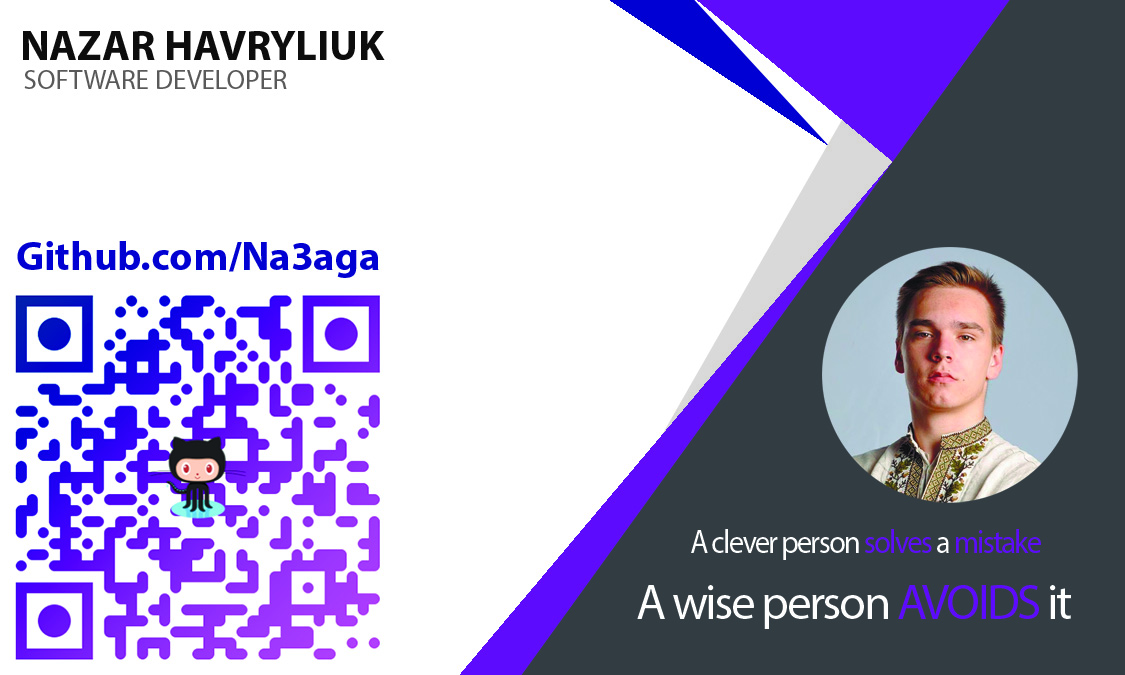 NAZAR HAVRYLIUK
SOFTWARE DEVELOPER
Github.com/Na3aga
A clever person solves a mistake
A wise person AVOIDS it